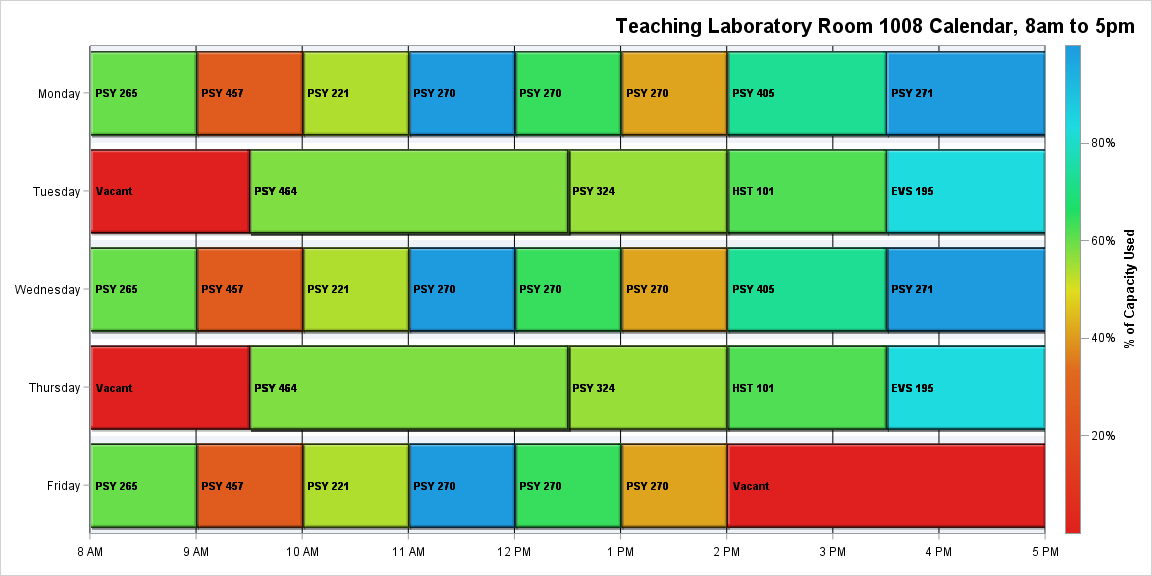 Teaching Laboratory Room 1008 Calendar, 8am to 5pm
Monday PSY 265 PSY 457 PSY 221 PSY 270 PSY 270 PSY 270 PSY 405 PSY 271
Tuesday Vacant PSY 464 PSY 324 HST 101 EVS 195
Wednesday PSY 265 PSY 457 PSY 221 PSY 270 PSY 270 PSY 270 PSY 405 PSY 271
Thursday Vacant PSY 464 PSY 324 HST 101 EVS 195
Friday PSY 265 PSY 457 PSY 221 PSY 270 PSY 270 PSY 270 Vacant
8 AM 9 AM 10 AM 11 AM 12 PM 1 PM 2 PM 3 PM 4 PM 5 PM
80%
60%
40%
20%
% of Capacity Used